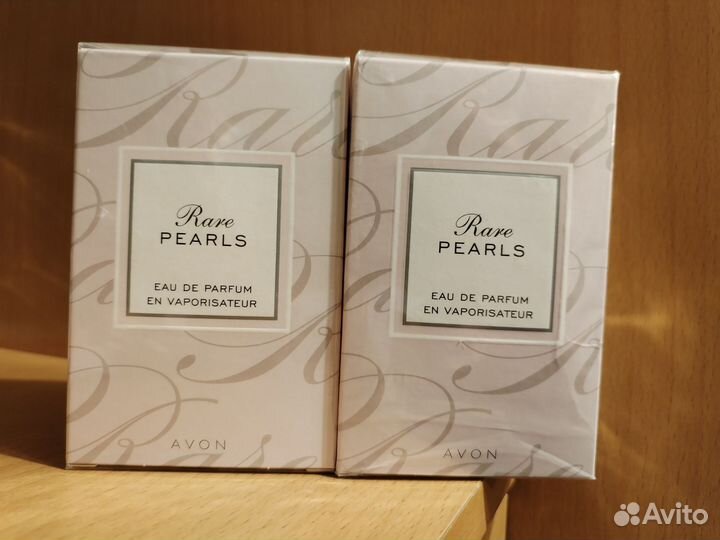 Rare
PEARLS
EAU DE PARFUM
EN VAPORISATEUR
AVON
Rare
PEARLS
EAU DE PARFUM
EN VAPORISATEUR
AVON
Avito